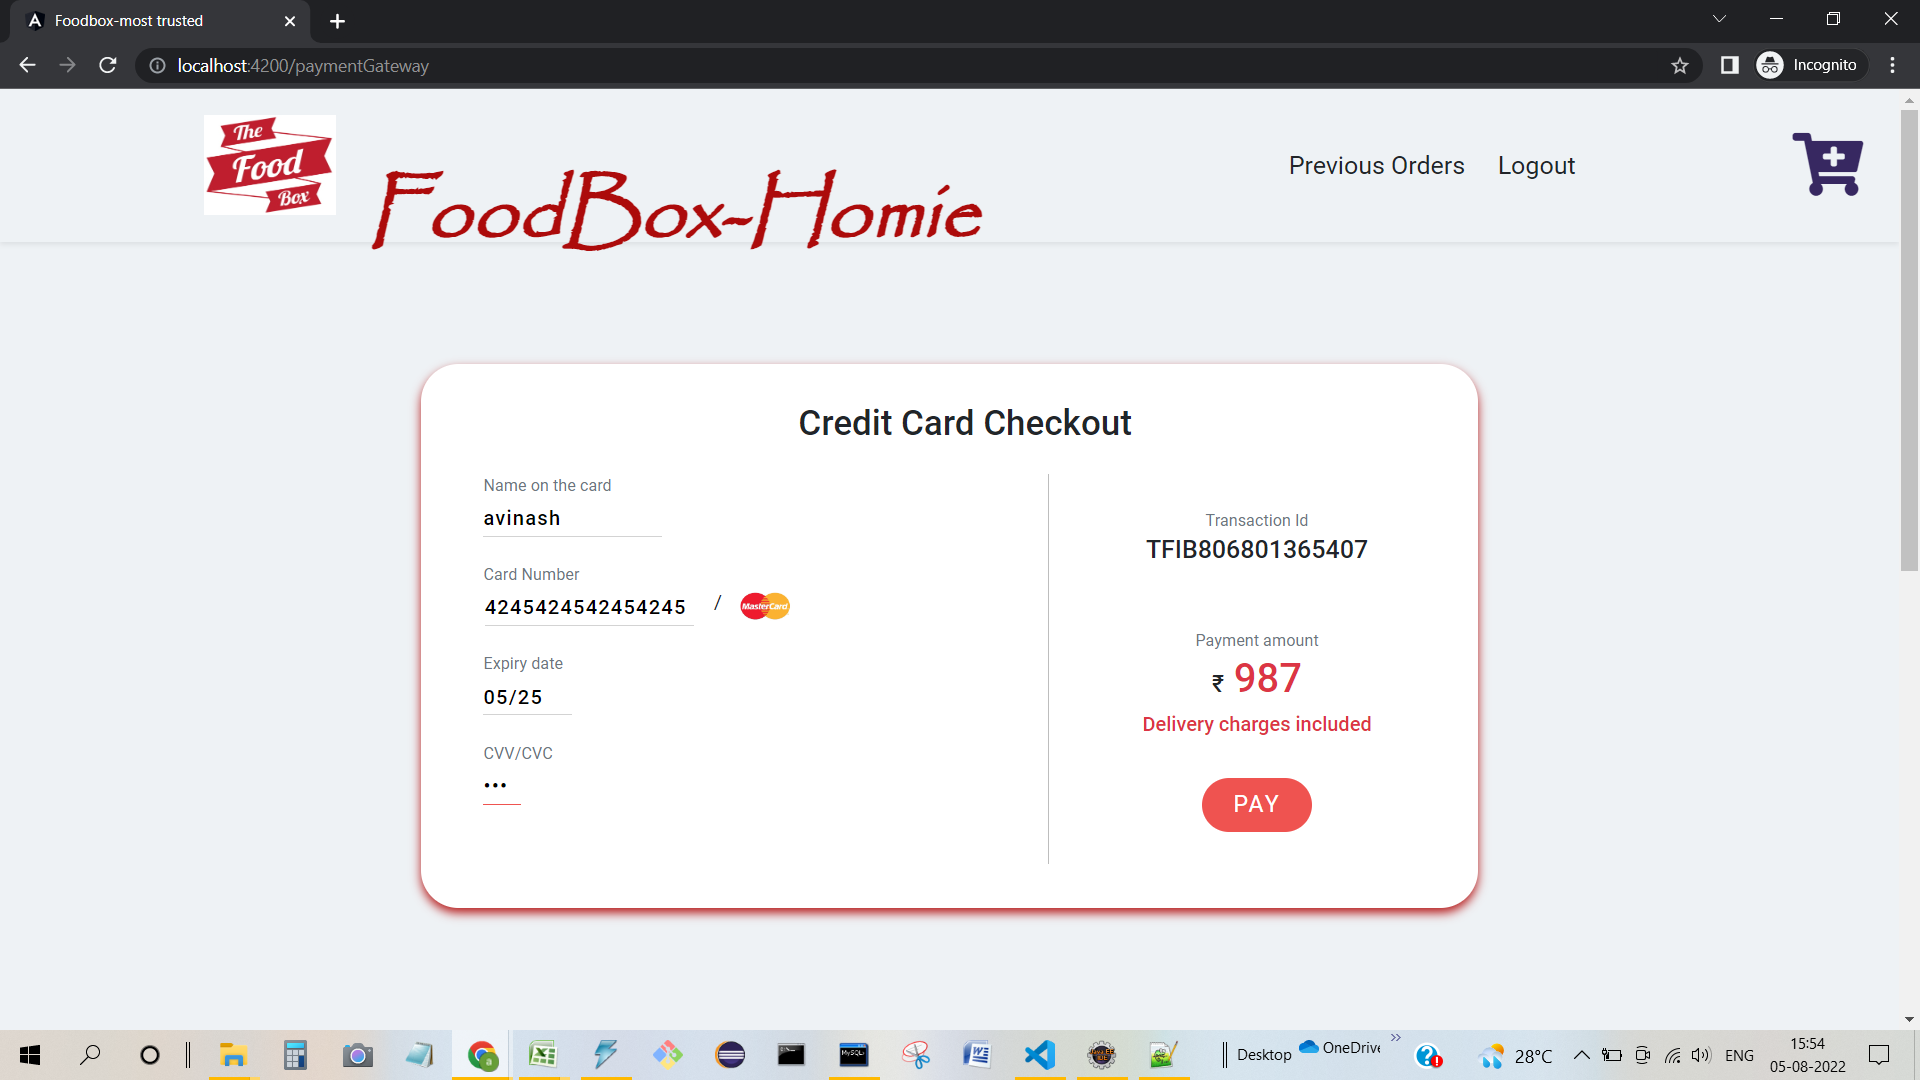 Foodbox-most trusted
localhost:4200/paymentGateway
Incognito
The
Food
Box
FoodBox-Homie
Previous Orders
Logout
Credit Card Checkout
Name on the card
avinash
Card Number
4245424542454245
/
MasterCard
Expiry date
05/25
CVV/CVC
•••
Transaction Id
TFIB806801365407
Payment amount
₹ 987
Delivery charges included
PAY
MySQL
Desktop
OneDrive
28°C
ENG
15:54
05-08-2022